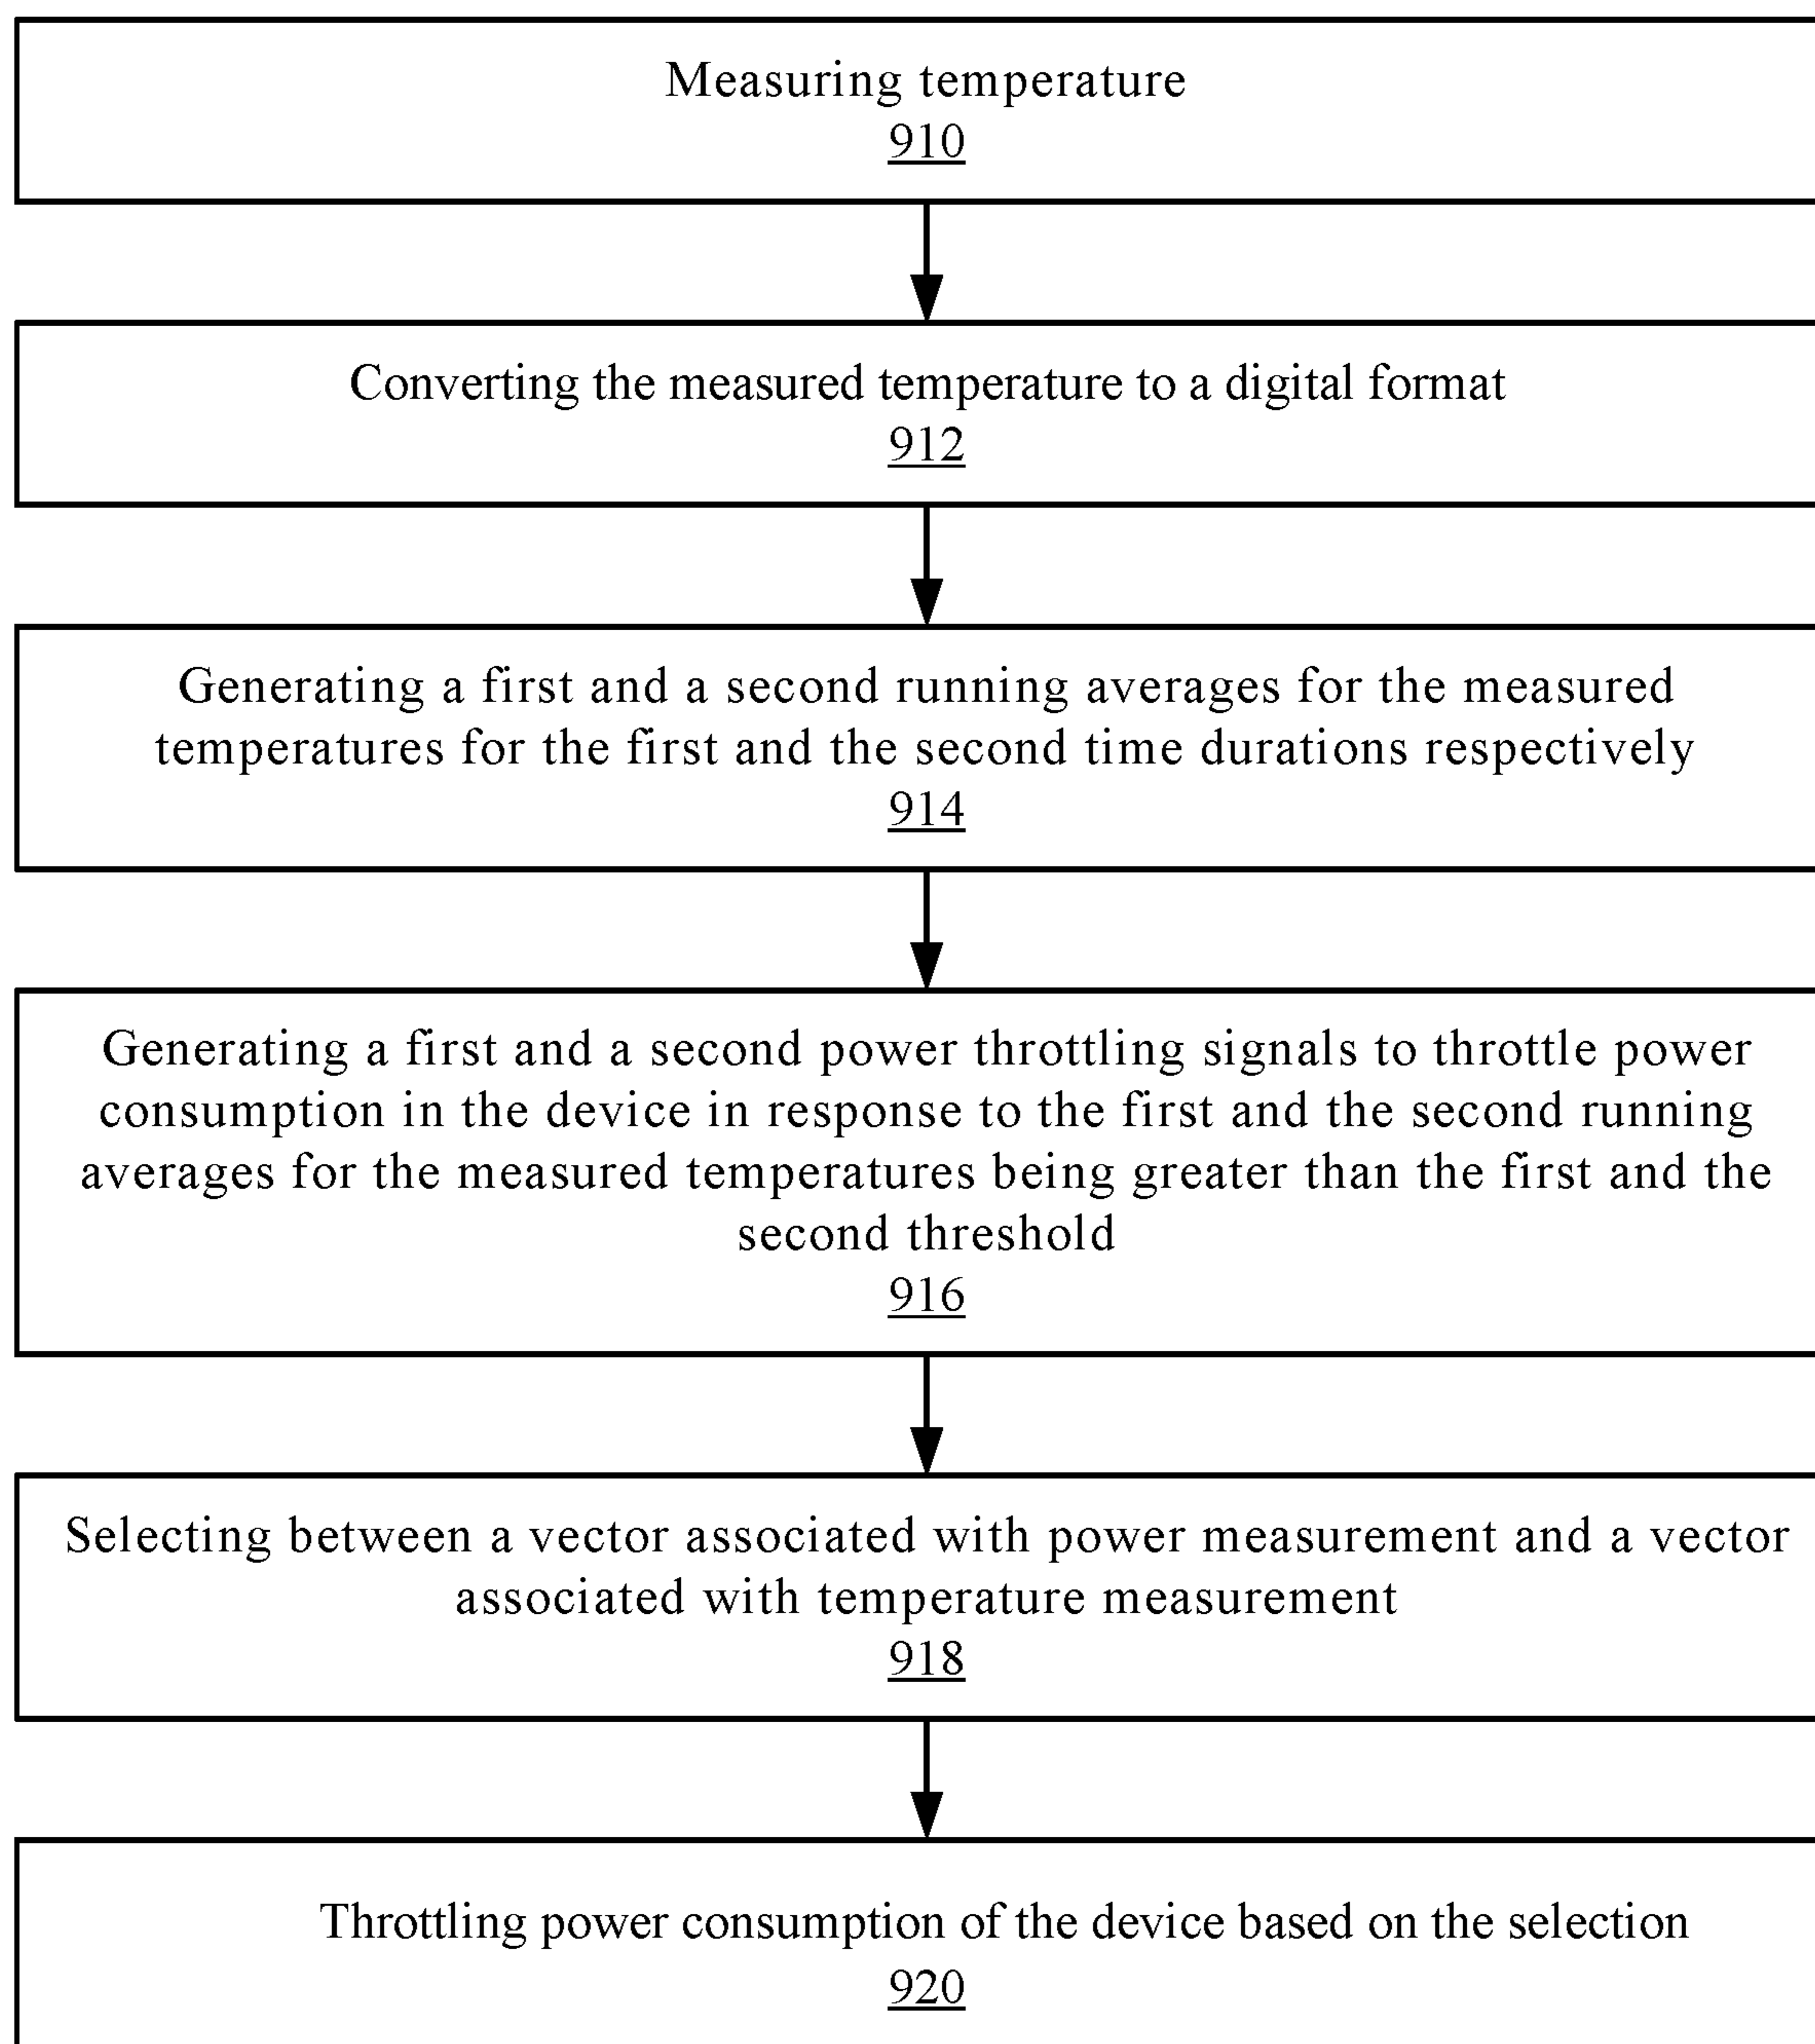 Measuring temperature
910
Converting the measured temperature to a digital format
912
Generating a first and a second running averages for the measured
temperatures for the first and the second time durations respectively
914
Generating a first and a second power throttling signals to throttle power
consumption in the device in response to the first and the second running
averages for the measured temperatures being greater than the first and the
second threshold
916
Selecting between a vector associated with power measurement and a vector
associated with temperature measurement
918
Throttling power consumption of the device based on the selection
920